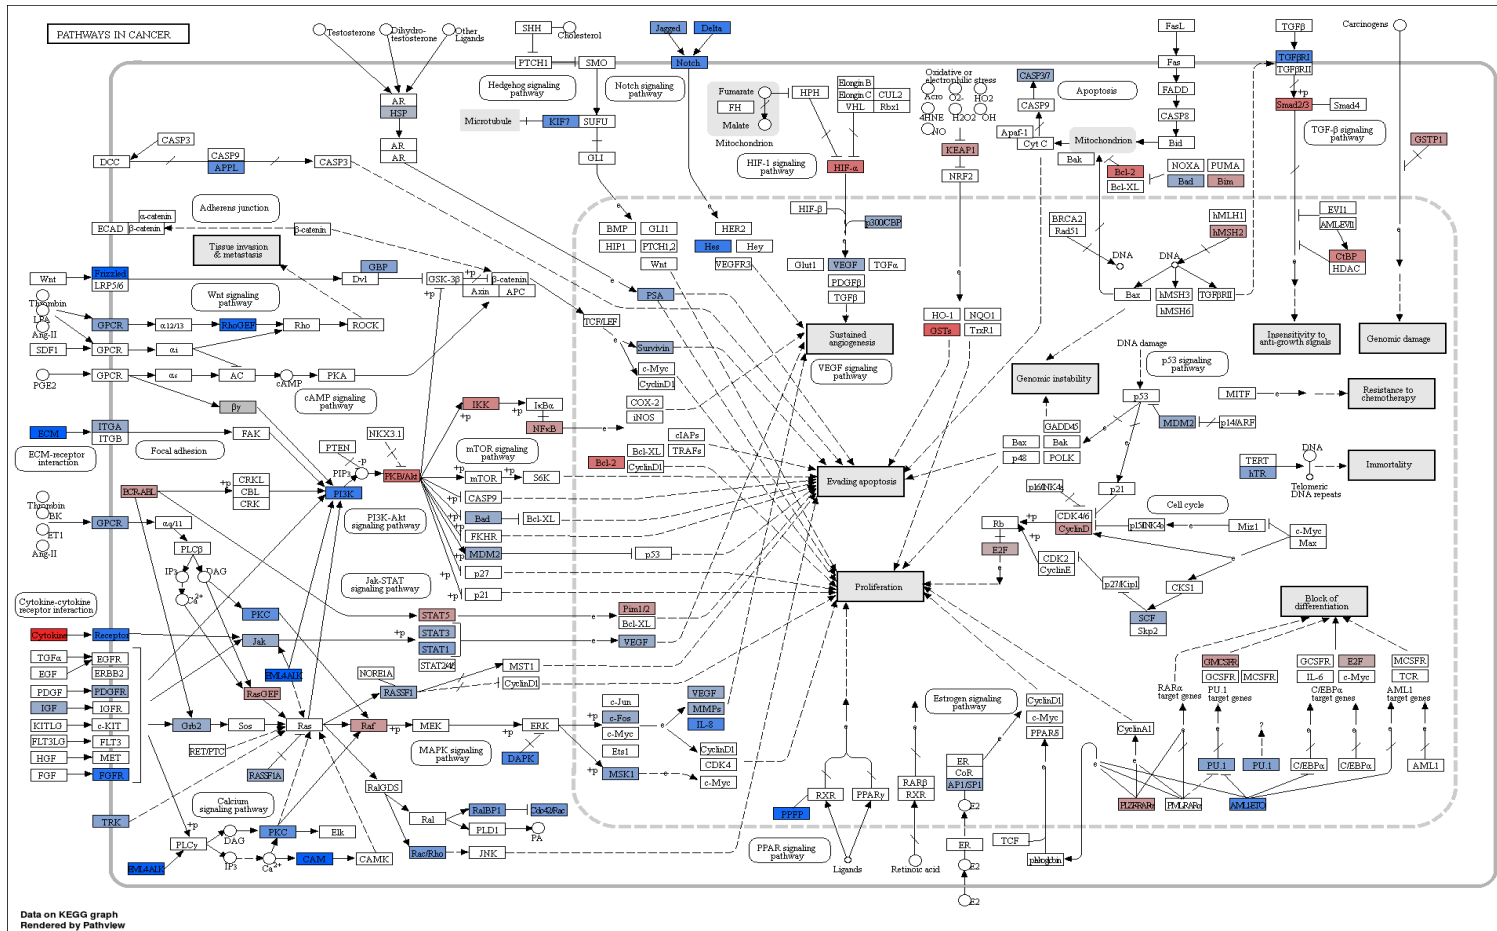 PATHWAYS IN CANCER
Testosterone
Dihydro-
testosterone
Other
Ligands
SHH
Cholesterol
PTCH1
SMO
Hedgehog signaling
pathway
Jagged
Delta
Notch
Notch signaling
pathway
Microtubule
KIF7
SUFU
GLI
AR
HSP
AR
AR
Fumarate
FH
Malate
Mitochondrion
HPH
Elongin B
Elongin C
CUL2
VHL
Rbx1
HIF-1 signaling
pathway
HIF-α
Oxidative or
electrophilic stress
Acro
O2-
HO2
4HNE
H2O2
OH
NO
KEAP1
NRF2
CASP3/7
CASP9
Apaf-1
Cyt C
Apoptosis
Mitochondrion
FasL
Fas
FADD
CASP8
Bid
Bak
Bcl-2
Bcl-XL
NOXA
PUMA
Bad
Bim
TGFβ
TGFβRI
TGFβRII
+p
Smad2/3
Smad4
TGF-β signaling
pathway
Carcinogens
GSTP1
DCC
CASP3
CASP9
APPL
CASP3
Adherens junction
α-catenin
ECAD
β-catenin
β-catenin
Tissue invasion
& metastasis
Wnt
Frizzled
LRP5/6
GBP
Dvl
GSK-3β
β-catenin
Axin
APC
+p
+p
Wnt signaling
pathway
Thrombin
LPA
Ang-II
GPCR
α12/13
RhoGEF
Rho
ROCK
SDF1
GPCR
αi
PGE2
GPCR
αs
AC
cAMP
PKA
cAMP signaling
pathway
βγ
TCF/LEF
HIF-β
p300/CBP
BMP
GLI1
HIP1
PTCH1,2
Wnt
HER2
Hes
Hey
VEGFR3
Glut1
VEGF
TGFα
PDGFβ
TGFβ
PSA
Survivin
c-Myc
CyclinD1
Sustained
angiogenesis
VEGF signaling
pathway
HO-1
NQO1
GSTs
TxrR1
BRCA2
Rad51
DNA
hMLH1
hMSH2
DNA
Bax
hMSH3
TGFβRII
hMSH6
EVI1
AML-EVI1
CtBP
HDAC
Insensitivity to
anti-growth signals
Genomic damage
DNA damage
p53 signaling
pathway
Genomic instability
p53
MDM2
p14/ARF
MITF
Resistance to
chemotherapy
ECM
ITGA
ITGB
FAK
ECM-receptor
interaction
Focal adhesion
PTEN
NKX3.1
PIP3
-p
PKB/Akt
PI3K
PI3K-Akt
signaling pathway
IKK
+p
IκBα
+p
NFκB
COX-2
iNOS
mTOR signaling
pathway
mTOR
S6K
CASP9
Bad
Bcl-XL
FKHR
MDM2
p53
p27
p21
cIAPs
Bcl-XL
TRAFs
Bcl-2
CyclinD1
Evading apoptosis
GADD45
Bax
Bak
p48
POLK
p21
Cell cycle
TERT
hTR
DNA
Telomeric
DNA repeats
Immortality
BCR-ABL
CRKL
CBL
CRK
Thrombin
BK
ET1
Ang-II
GPCR
αq/11
PLCβ
IP3
DAG
Ca2+
Jak-STAT
signaling pathway
Rb
E2F
CDK4/6
CyclinD
p16/INK4a
p15/INK4b
Miz1
c-Myc
Max
CDK2
CyclinE
p27/Kip1
CKS1
SCF
Skp2
Proliferation
Block of
differentiation
Cytokine-cytokine
receptor interaction
Cytokine
Receptor
PKC
Jak
STAT5
STAT3
STAT1
Pim1/2
Bcl-XL
VEGF
TGFα
EGFR
EGF
ERBB2
PDGF
PDGFR
IGF
IGFR
KITLG
c-KIT
FLT3LG
FLT3
HGF
MET
FGF
FGFR
EML4-ALK
RasGEF
NORE1A
RASSF1
MST1
CyclinD1
Grb2
Sos
Ras
Raf
MEK
ERK
RET/PTC
RASSF1A
MAPK signaling
pathway
DAPK
c-Jun
c-Fos
c-Myc
Ets1
MSK1
VEGF
MMPs
IL-8
CyclinD1
CDK4
c-Myc
Estrogen signaling
pathway
CyclinD1
c-Myc
PPARδ
ER
CoR
AP1/SP1
E2
ER
E2
E2
GMCSFR
GCSFR
MCSFR
RARα
target genes
PU.1
target genes
GCSFR
E2F
IL-6
c-Myc
C/EBPα
target genes
MCSFR
TCR
AML1
target genes
CyclinA1
PU.1
?
PU.1
C/EBPα
C/EBPα
AML1
PLZF-RARα
PML-RARα
AML1-ETO
TRK
Calcium
signaling pathway
RalGDS
Ral
RalBP1
Cdc42/Rac
PLD1
PA
PLCγ
DAG
PKC
Elk
IP3
Ca2+
CAM
CAMK
EML4-ALK
Rac/Rho
JNK
PPFP
RXR
PPARγ
RARβ
RXR
PPAR signaling
pathway
Ligands
Retinoic acid
TCF
Data on KEGG graph
Rendered by Pathview